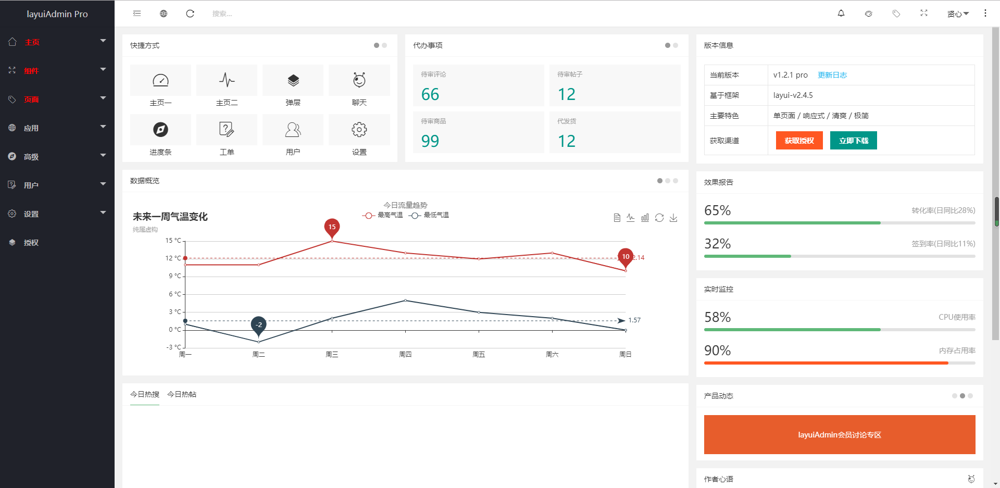 layuiAdmin Pro
搜索...
贤心
主页
组件
页面
应用
高级
用户
设置
授权
快捷方式
主页一
主页二
弹层
聊天
进度条
工单
用户
设置
代办事项
待审评论
66
待审帖子
12
待审商品
99
代发货
12
版本信息
当前版本 v1.2.1 pro 更新日志
基于框架 layui-v2.4.5
主要特色 单页面 / 响应式 / 清爽 / 极简
获取渠道 获取授权 立即下载
数据概览
今日流量趋势
未来一周气温变化
最高气温 最低气温
纯属虚构
15 °C
12 °C
9 °C
6 °C
3 °C
0 °C
-3 °C
15
10
2.14
-2
1.57
周一 周二 周三 周四 周五 周六 周日
效果报告
65% 转化率(日同比28%)
32% 签到率(日同比11%)
实时监控
58% CPU使用率
90% 内存占用率
今日热搜 今日热帖
产品动态
layuiAdmin会员讨论专区
作者心语